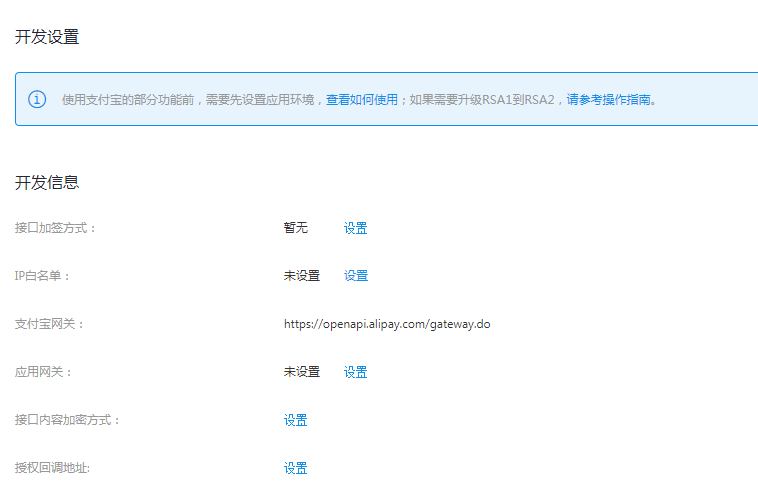 开发设置
使用支付宝的部分功能前，需要先设置应用环境，查看如何使用；如果需要升级RSA1到RSA2，请参考操作指南。
开发信息
接口加签方式： 暂无 设置
IP白名单： 未设置 设置
支付宝网关： https://openapi.alipay.com/gateway.do
应用网关： 未设置 设置
接口内容加密方式： 设置
授权回调地址: 设置